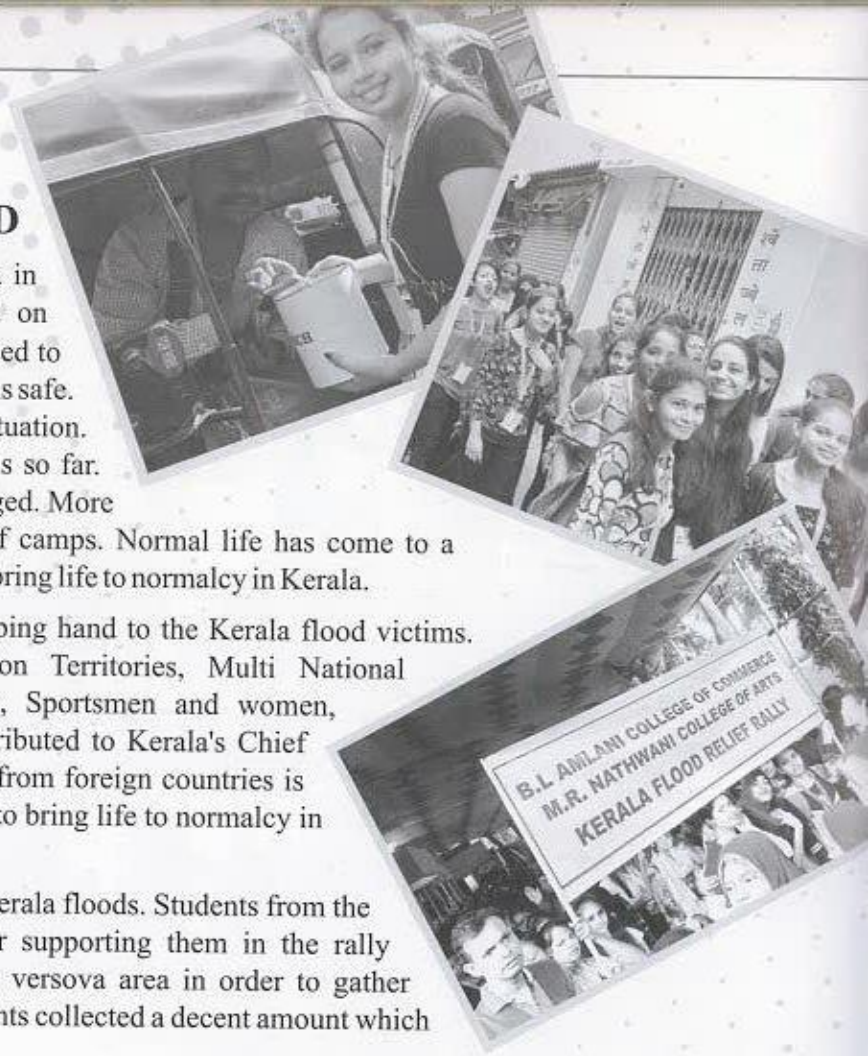 D
in
on
ed to
s safe.
tuation.
s so far.
ged. More
f camps. Normal life has come to a
bring life to normalcy in Kerala.
ping hand to the Kerala flood victims.
on Territories, Multi National
, Sportsmen and women,
ributed to Kerala's Chief
from foreign countries is
to bring life to normalcy in
erala floods. Students from the
r supporting them in the rally
versova area in order to gather
nts collected a decent amount which
B.L AMLANI COLLEGE OF COMMERCE
M.R. NATHWANI COLLEGE OF ARTS
KERALA FLOOD RELIEF RALLY